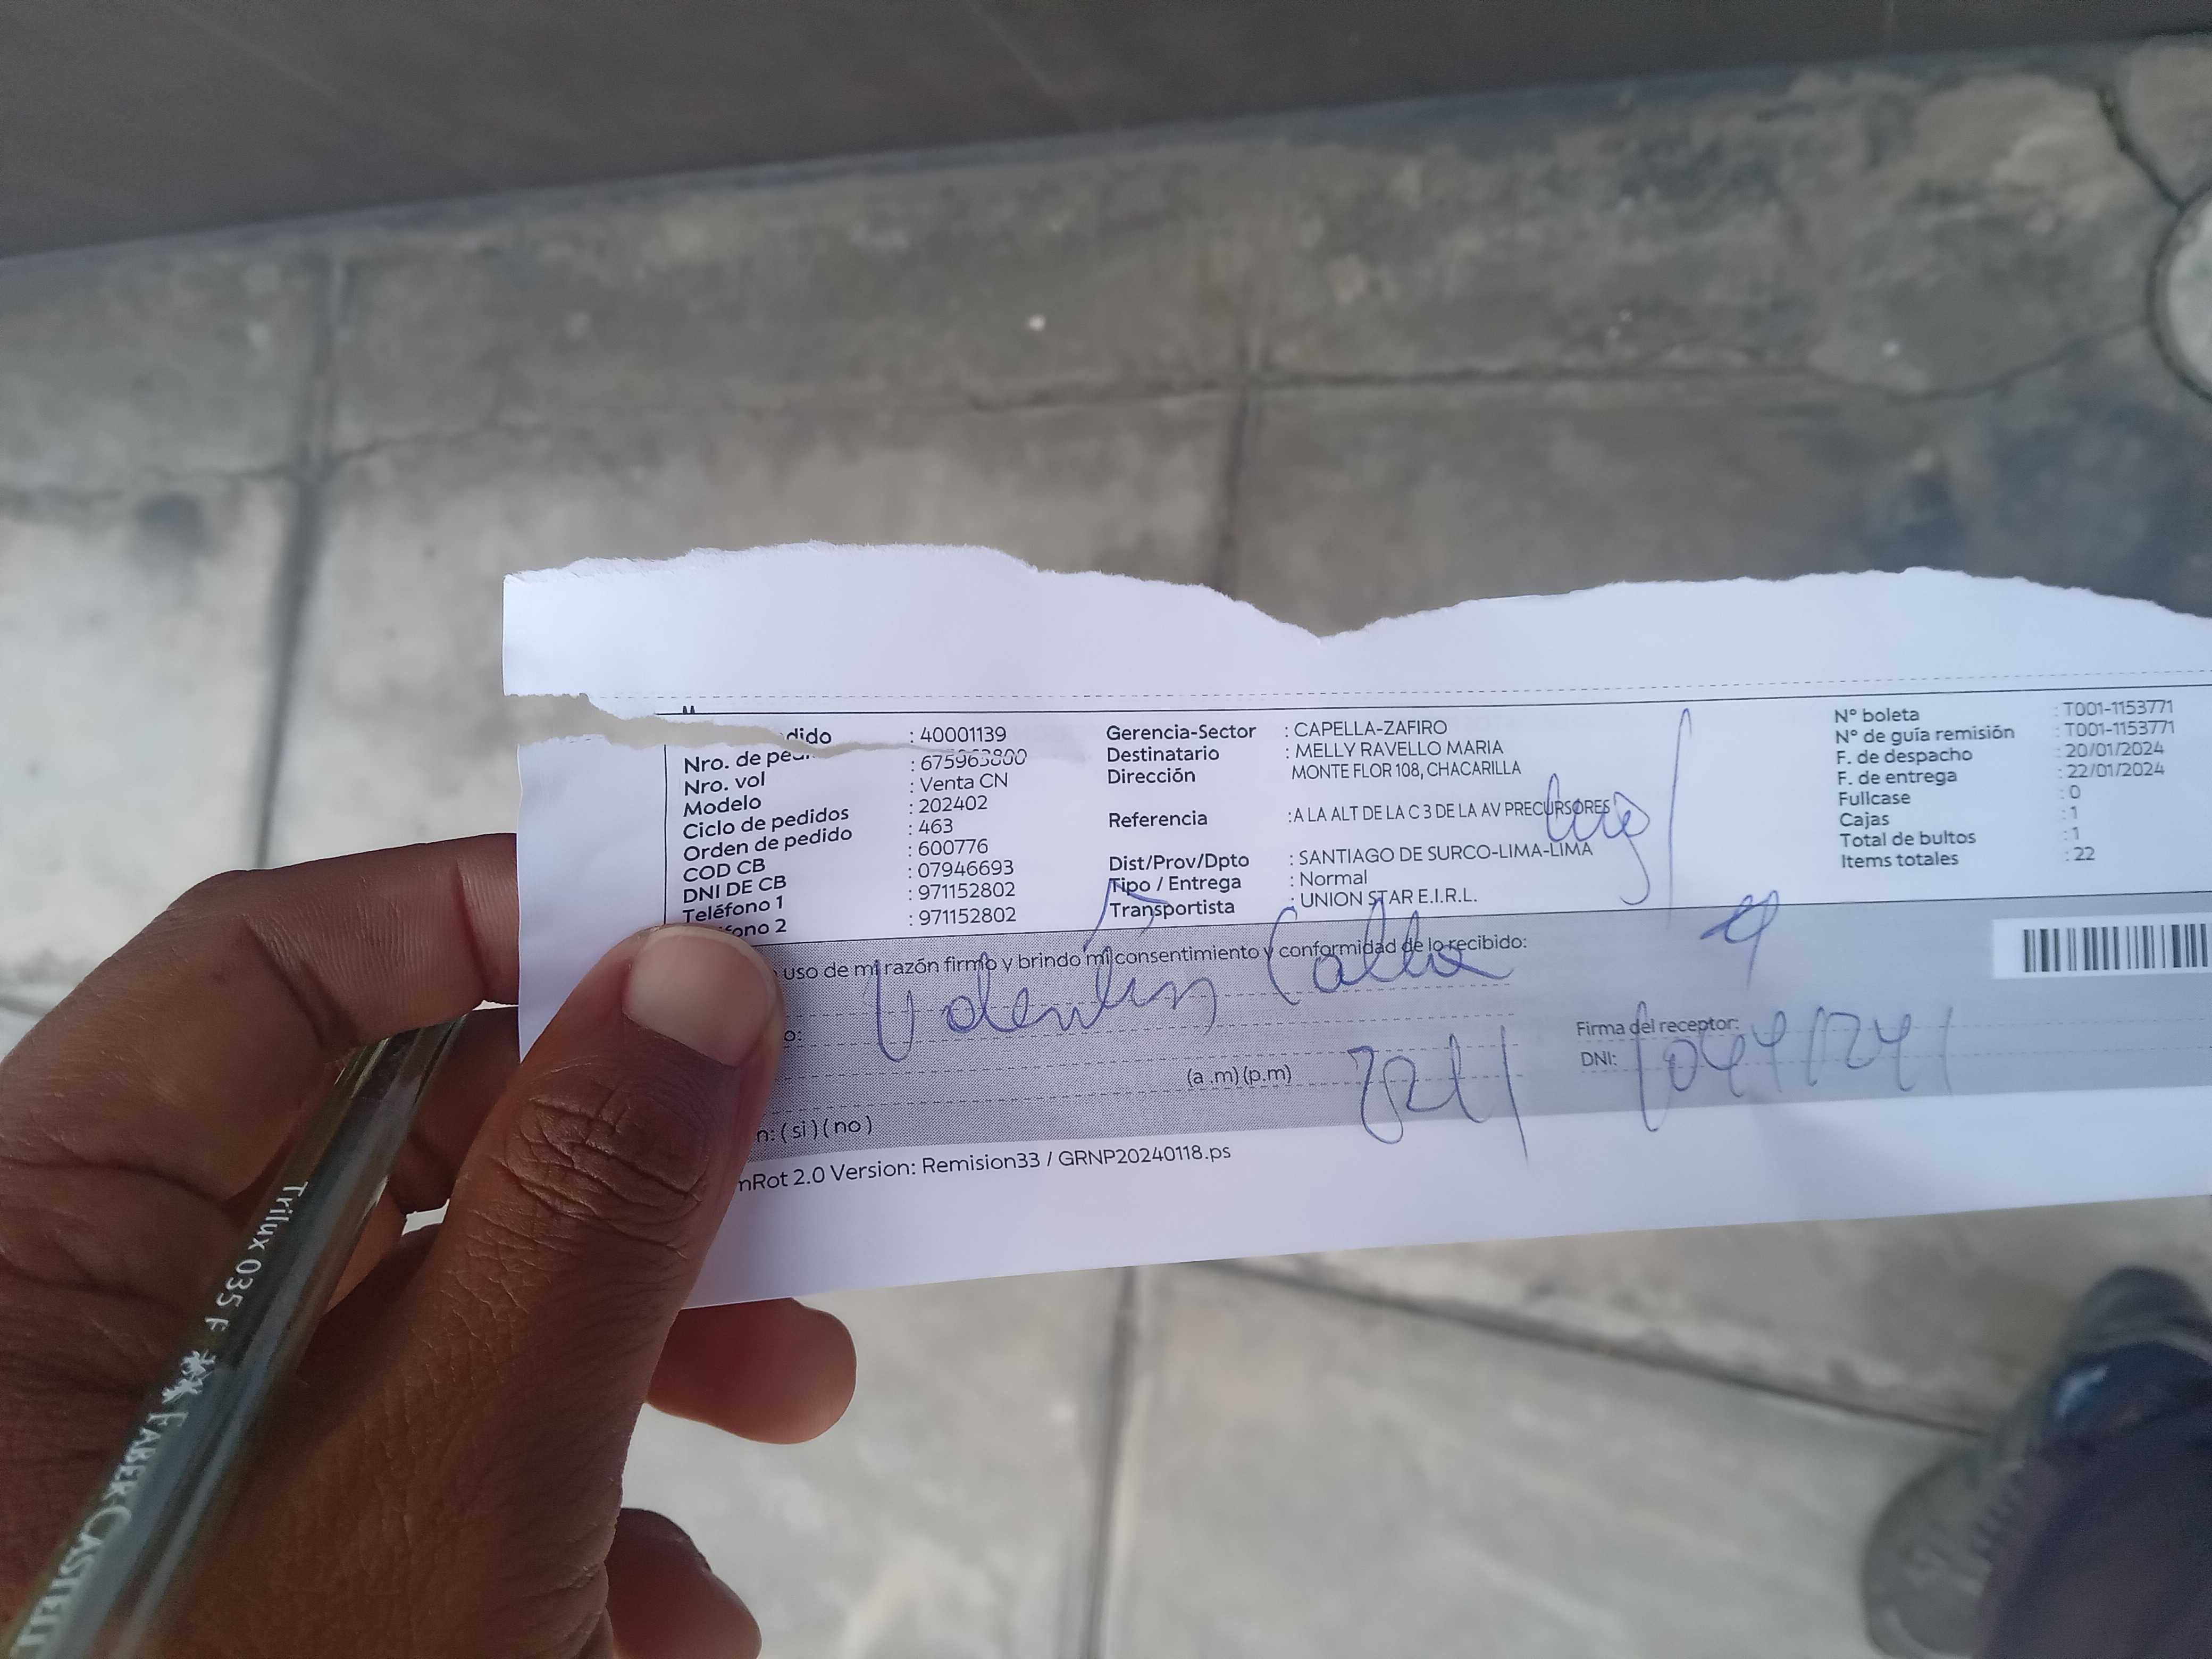 dido : 40001139
Nro. de ped : 675963800
Nro. vol : Venta CN
Modelo : 202402
Ciclo de pedidos : 463
Orden de pedido : 600776
COD CB : 07946693
DNI DE CB : 971152802
Teléfono 1 : 971152802
fono 2
Gerencia-Sector : CAPELLA-ZAFIRO
Destinatario : MELLY RAVELLO MARIA
Dirección MONTE FLOR 108, CHACARILLA
Referencia : A LA ALT DE LA C 3 DE LA AV PRECURSORES
Dist/Prov/Dpto : SANTIAGO DE SURCO-LIMA-LIMA
Tipo / Entrega : Normal
Transportista : UNION STAR E.I.R.L.
N° boleta : T001-1153771
N° de guía remisión : T001-1153771
F. de despacho : 20/01/2024
F. de entrega : 22/01/2024
Fullcase : 0
Cajas : 1
Total de bultos : 1
Items totales : 22
uso de mi razón firmo y brindo mi consentimiento y conformidad de lo recibido:
o: Valentin
Firma del receptor:
(a .m) (p.m)
DNI:
n: ( si ) ( no )
mRot 2.0 Version: Remision33 / GRNP20240118.ps
Trilux 035 F FABER CASTELL